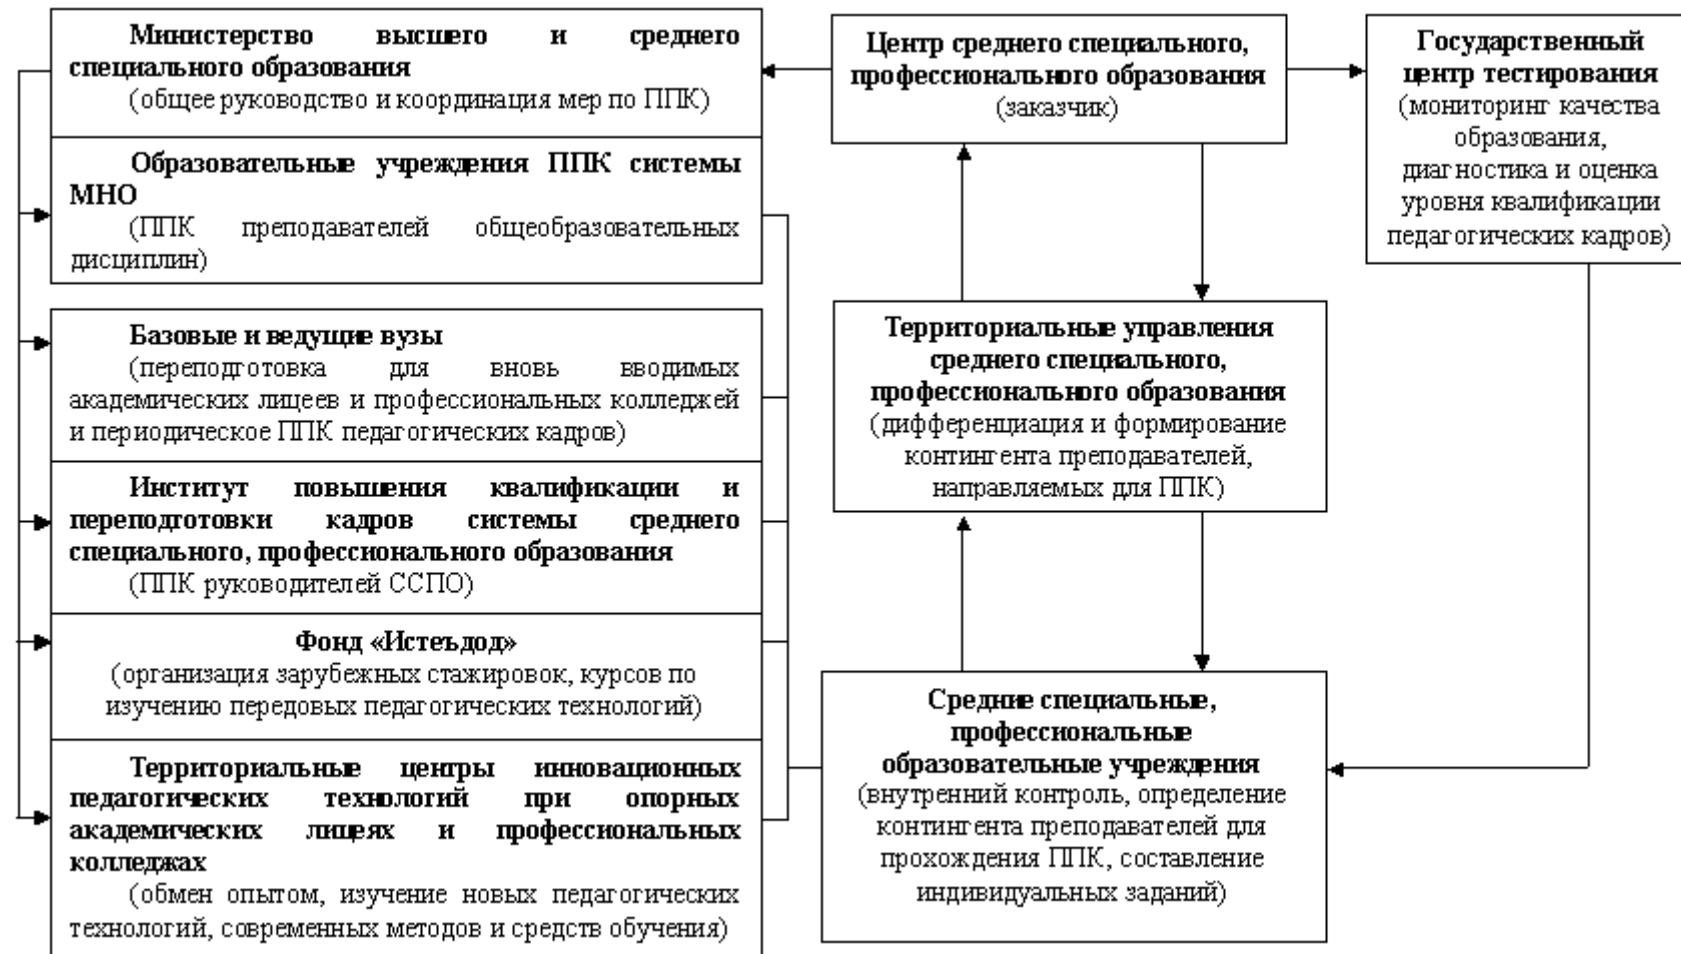 Министерство высшего и среднего
специального образования
(общее руководство и координация мер по ППК)
Образовательные учреждения ППК системы
МНО
(ППК преподавателей общеобразовательных
дисциплин)
Базовые и ведущие вузы
(переподготовка для вновь вводимых
академических лицеев и профессиональных колледжей
и периодическое ППК педагогических кадров)
Институт повышения квалификации и
переподготовки кадров системы среднего
специального, профессионального образования
(ППК руководителей ССПО)
Фонд «Истеъдод»
(организация зарубежных стажировок, курсов по
изучению передовых педагогических технологий)
Территориальные центры инновационных
педагогических технологий при опорных
академических лицеях и профессиональных
колледжах
(обмен опытом, изучение новых педагогических
технологий, современных методов и средств обучения)
Центр среднего специального,
профессионального образования
(заказчик)
Территориальные управления
среднего специального,
профессионального образования
(дифференциация и формирование
контингента преподавателей,
направляемых для ППК)
Средние специальные,
профессиональные
образовательные учреждения
(внутренний контроль, определение
контингента преподавателей для
прохождения ППК, составление
индивидуальных заданий)
Государственный
центр тестирования
(мониторинг качества
образования,
диагностика и оценка
уровня квалификации
педагогических кадров)